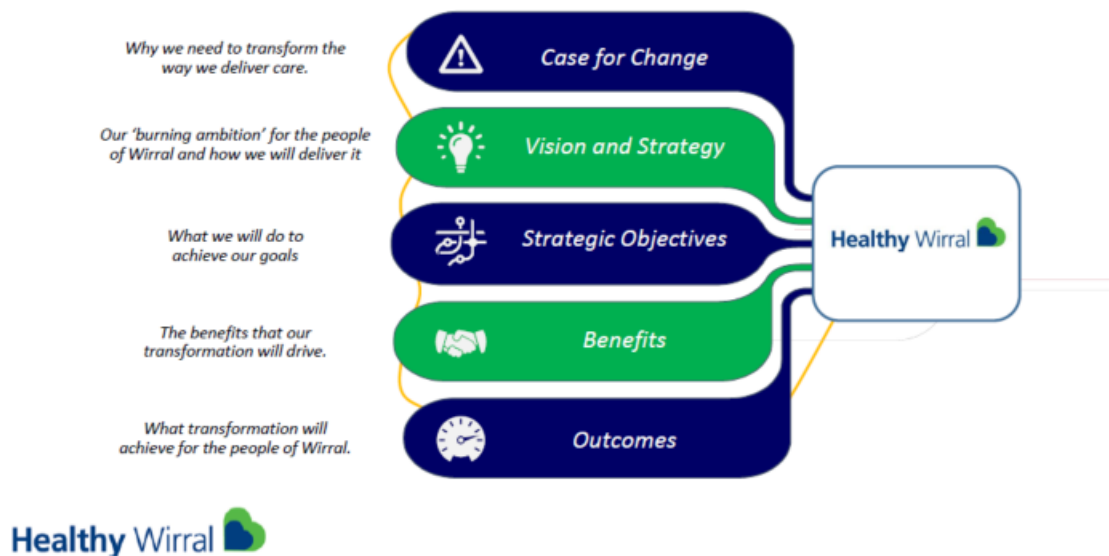 Why we need to transform the
way we deliver care.
Case for Change
Our ‘burning ambition’ for the people
of Wirral and how we will deliver it
Vision and Strategy
What we will do to
achieve our goals
Strategic Objectives
Healthy Wirral
The benefits that our
transformation will drive.
Benefits
What transformation will
achieve for the people of Wirral.
Outcomes
Healthy Wirral